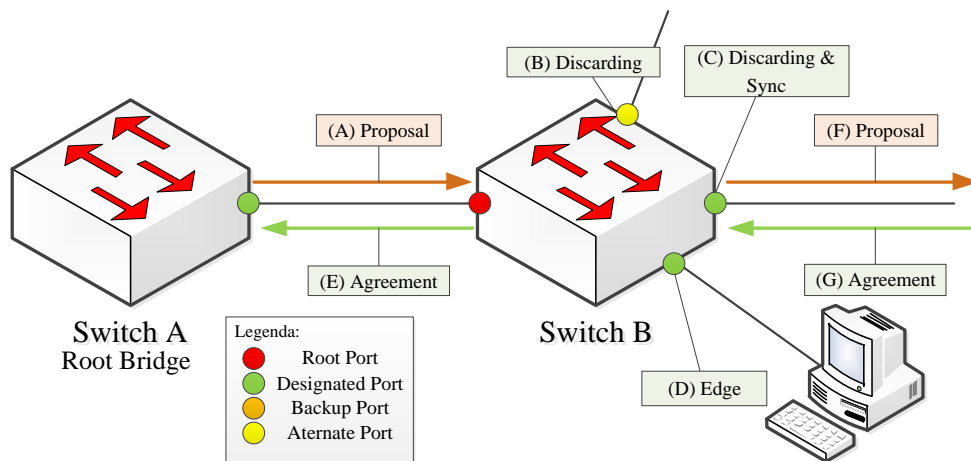 (B) Discarding
(C) Discarding &
Sync
(A) Proposal
(F) Proposal
(E) Agreement
(G) Agreement
Switch A
Root Bridge
Switch B
(D) Edge
Legenda:
Root Port
Designated Port
Backup Port
Aternate Port